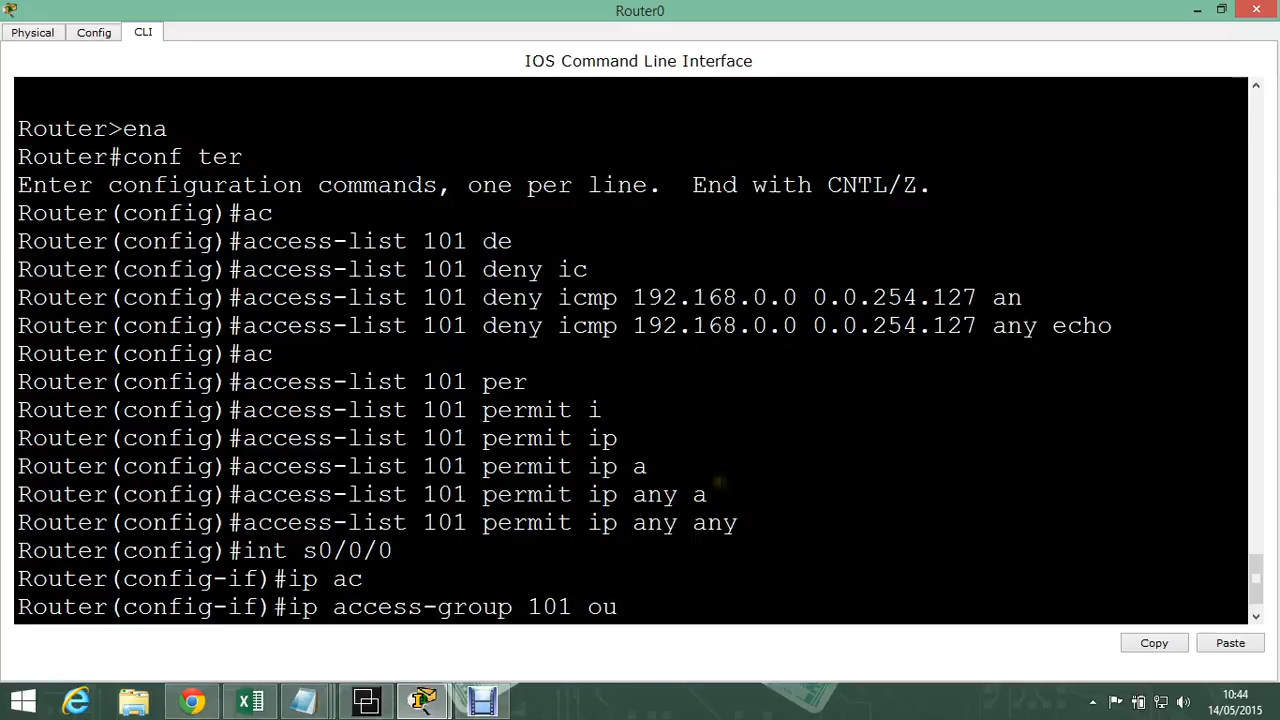 Router0
Physical
Config
CLI
IOS Command Line Interface
Router>ena
Router#conf ter
Enter configuration commands, one per line.  End with CNTL/Z.
Router(config)#ac
Router(config)#access-list 101 de
Router(config)#access-list 101 deny ic
Router(config)#access-list 101 deny icmp 192.168.0.0 0.0.254.127 an
Router(config)#access-list 101 deny icmp 192.168.0.0 0.0.254.127 any echo
Router(config)#ac
Router(config)#access-list 101 per
Router(config)#access-list 101 permit i
Router(config)#access-list 101 permit ip
Router(config)#access-list 101 permit ip a
Router(config)#access-list 101 permit ip any a
Router(config)#access-list 101 permit ip any any
Router(config)#int s0/0/0
Router(config-if)#ip ac
Router(config-if)#ip access-group 101 ou
Copy
Paste
10:44
14/05/2015